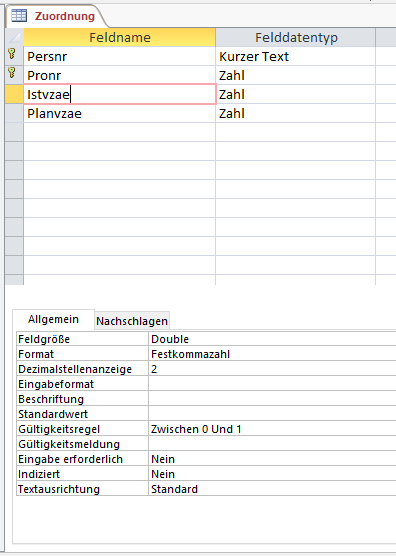 Zuordnung
Feldname Felddatentyp
Persnr Kurzer Text
Pronr Zahl
Istvzae Zahl
Planvzae Zahl
Allgemein Nachschlagen
Feldgröße Double
Format Festkommazahl
Dezimalstellenanzeige 2
Eingabeformat
Beschriftung
Standardwert
Gültigkeitsregel Zwischen 0 Und 1
Gültigkeitsmeldung
Eingabe erforderlich Nein
Indiziert Nein
Textausrichtung Standard